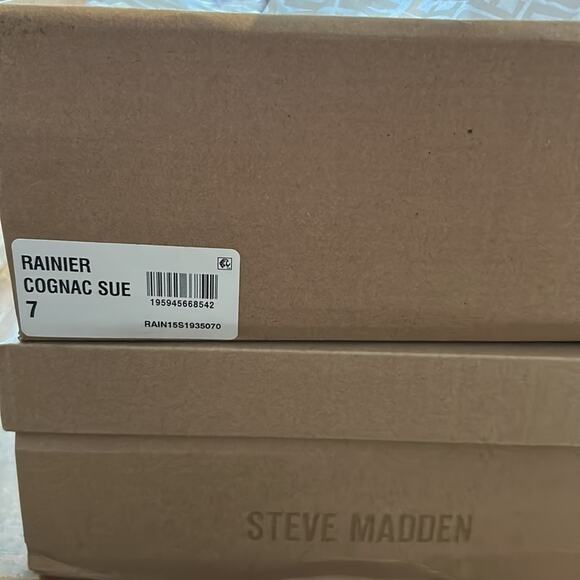 RAINIER
COGNAC SUE
7
195945668542
RAIN15S1935070
STEVE MADDEN